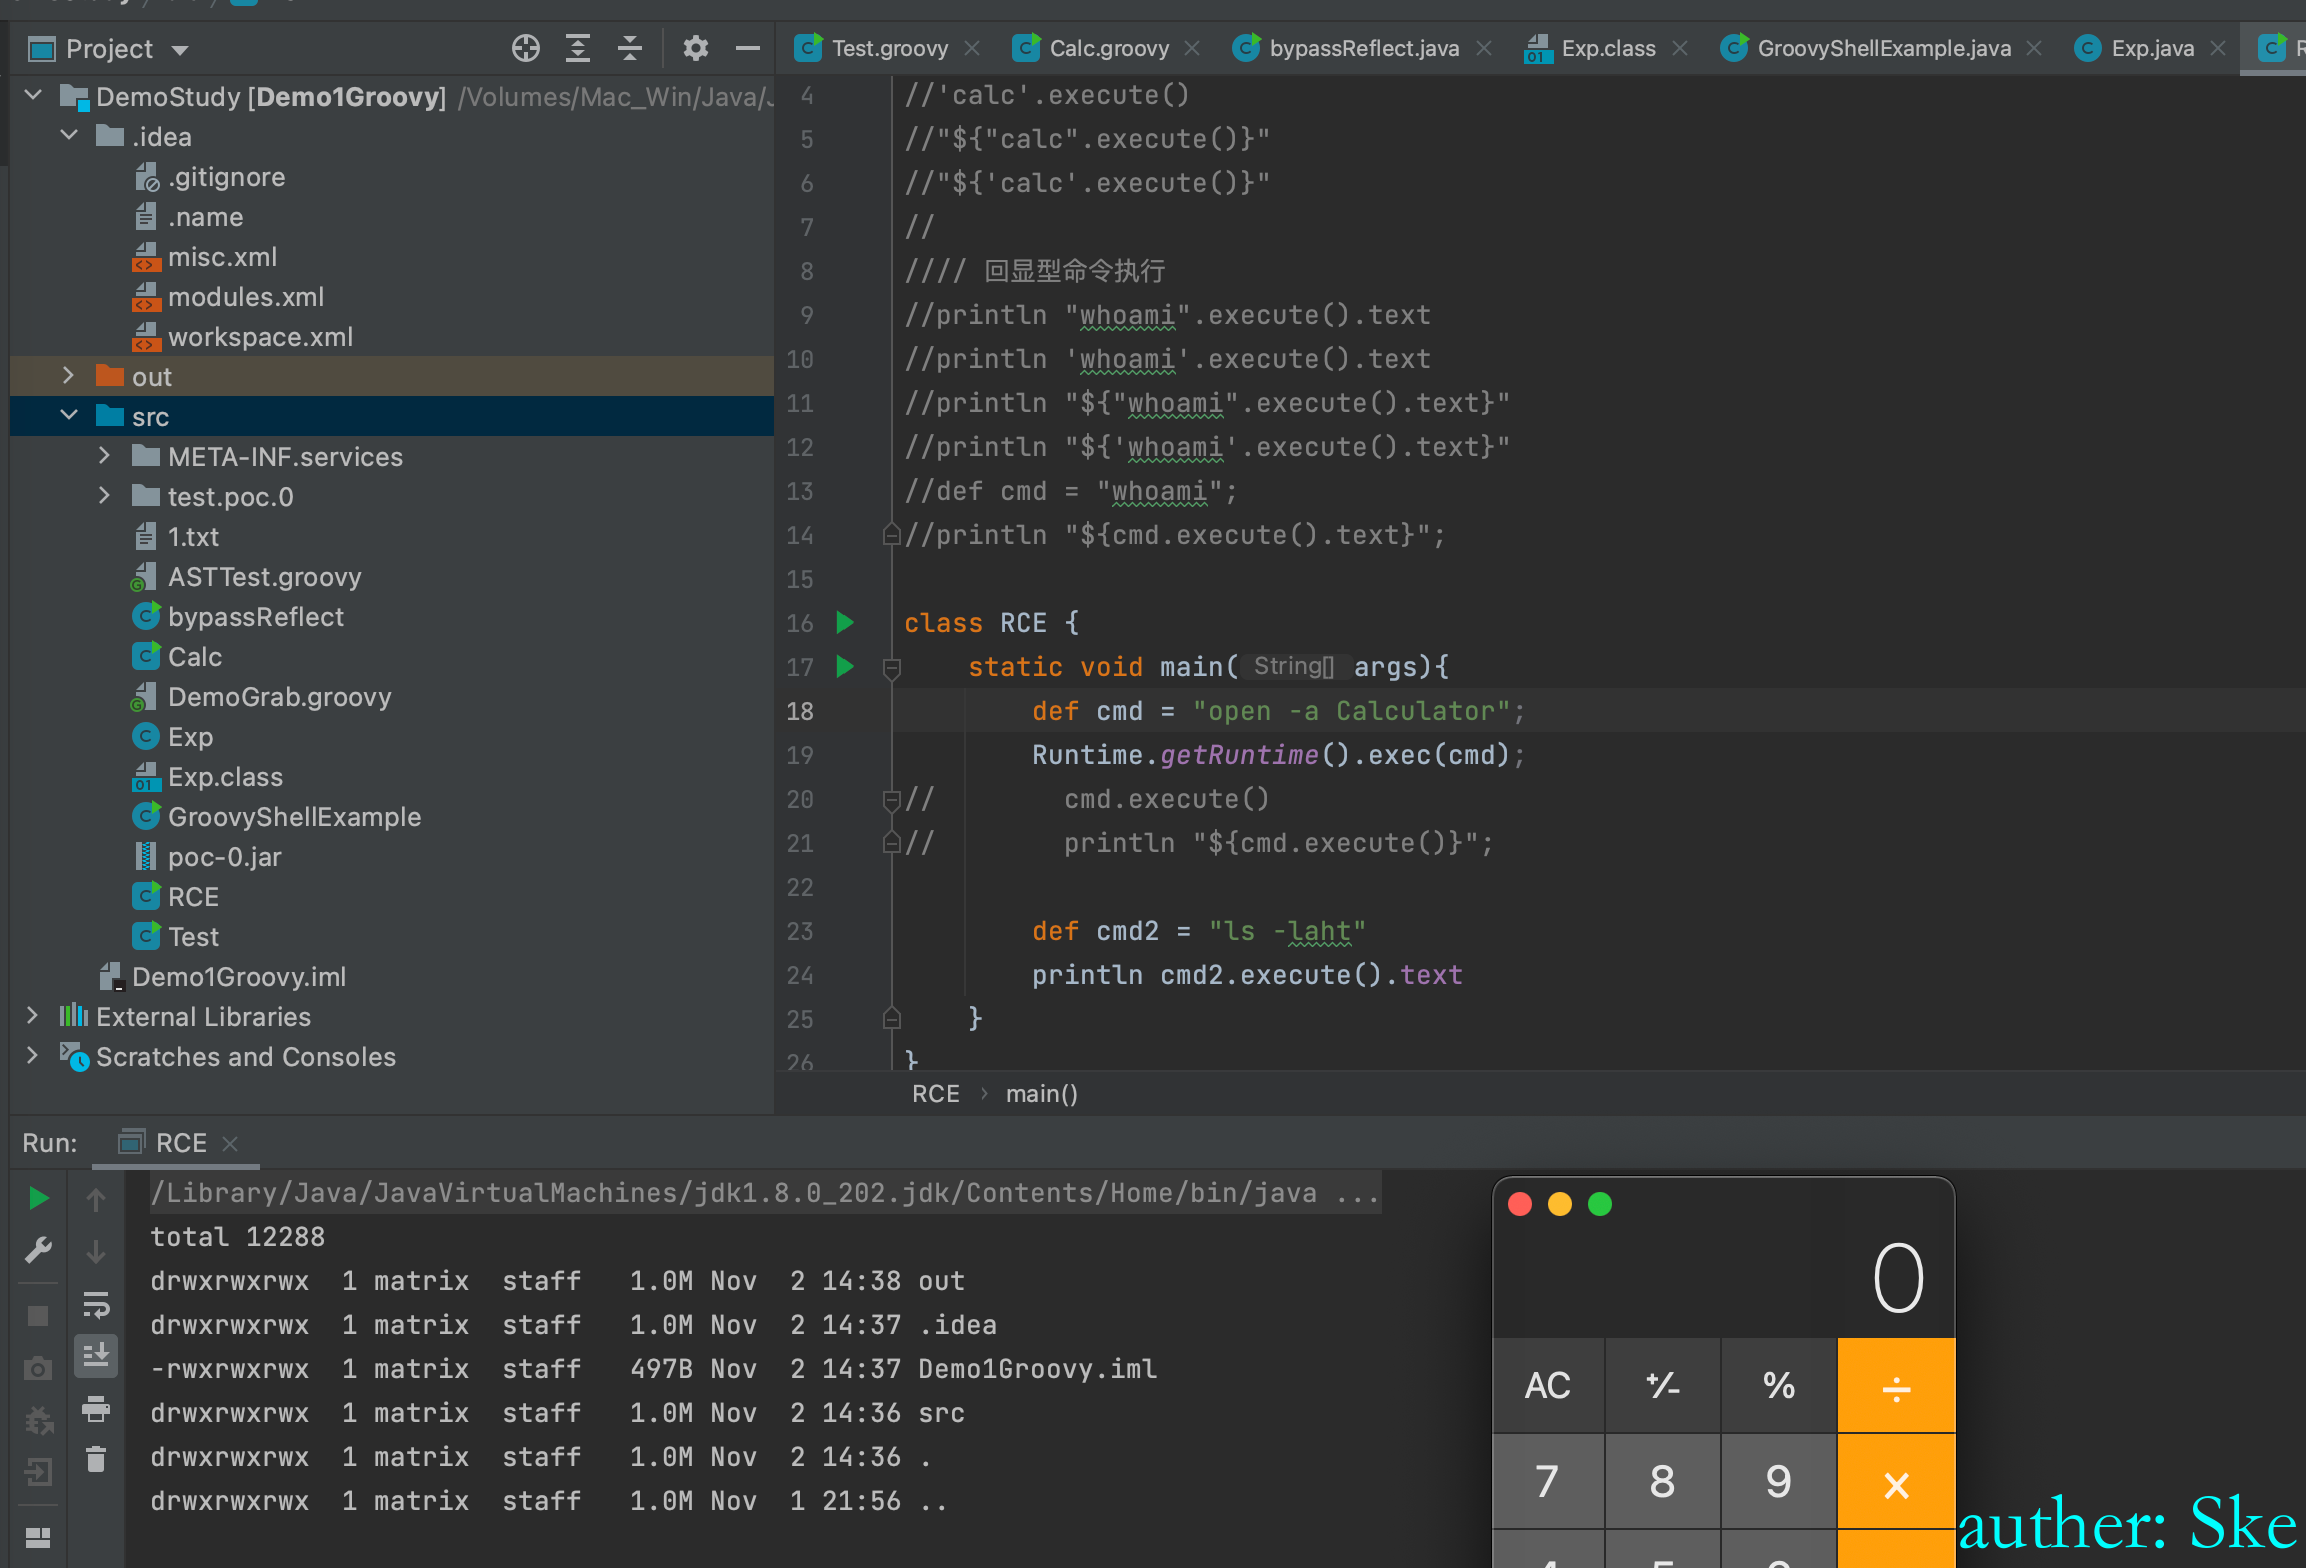 Project
Test.groovy
Calc.groovy
bypassReflect.java
Exp.class
GroovyShellExample.java
Exp.java
DemoStudy [Demo1Groovy] /Volumes/Mac_Win/Java/J
.idea
.gitignore
.name
misc.xml
modules.xml
workspace.xml
out
src
META-INF.services
test.poc.0
1.txt
ASTTest.groovy
bypassReflect
Calc
DemoGrab.groovy
Exp
Exp.class
GroovyShellExample
poc-0.jar
RCE
Test
Demo1Groovy.iml
External Libraries
Scratches and Consoles
4 //'calc'.execute()
5 //"${"calc".execute()}"
6 //"${'calc'.execute()}"
7 //
8 //// 回显型命令执行
9 //println "whoami".execute().text
10 //println 'whoami'.execute().text
11 //println "${"whoami".execute().text}"
12 //println "${'whoami'.execute().text}"
13 //def cmd = "whoami";
14 //println "${cmd.execute().text}";
15
16 class RCE {
17 static void main( String[] args){
18 def cmd = "open -a Calculator";
19 Runtime.getRuntime().exec(cmd);
20 // cmd.execute()
21 // println "${cmd.execute()}";
22
23 def cmd2 = "ls -laht"
24 println cmd2.execute().text
25 }
26 }
RCE › main()
Run: RCE
/Library/Java/JavaVirtualMachines/jdk1.8.0_202.jdk/Contents/Home/bin/java ...
total 12288
drwxrwxrwx 1 matrix staff 1.0M Nov 2 14:38 out
drwxrwxrwx 1 matrix staff 1.0M Nov 2 14:37 .idea
-rwxrwxrwx 1 matrix staff 497B Nov 2 14:37 Demo1Groovy.iml
drwxrwxrwx 1 matrix staff 1.0M Nov 2 14:36 src
drwxrwxrwx 1 matrix staff 1.0M Nov 2 14:36 .
drwxrwxrwx 1 matrix staff 1.0M Nov 1 21:56 ..
0
AC +/- % ÷
7 8 9 ×
auther: Ske